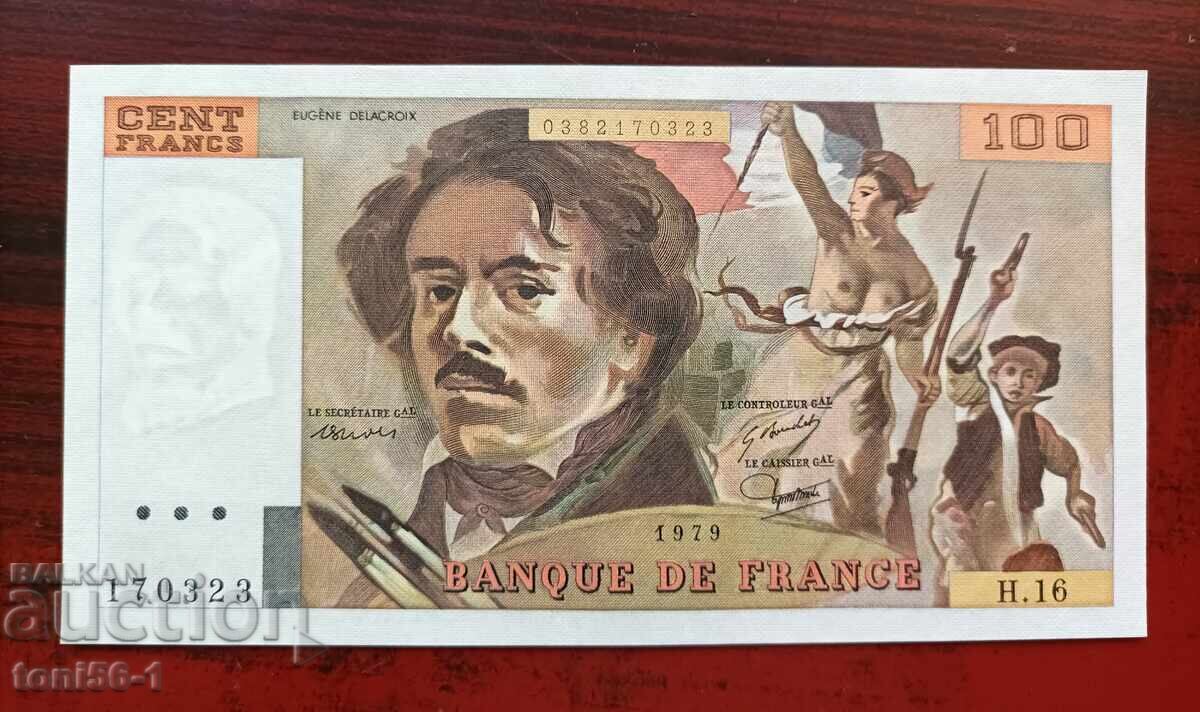 CENT
FRANCS
EUGÈNE DELACROIX
0382170323
100
LE SECRÉTAIRE GAL
LE CONTROLEUR GAL
LE CAISSIER GAL
1979
BANQUE DE FRANCE
170323
H.16
BALKAN
auction
toni56-1